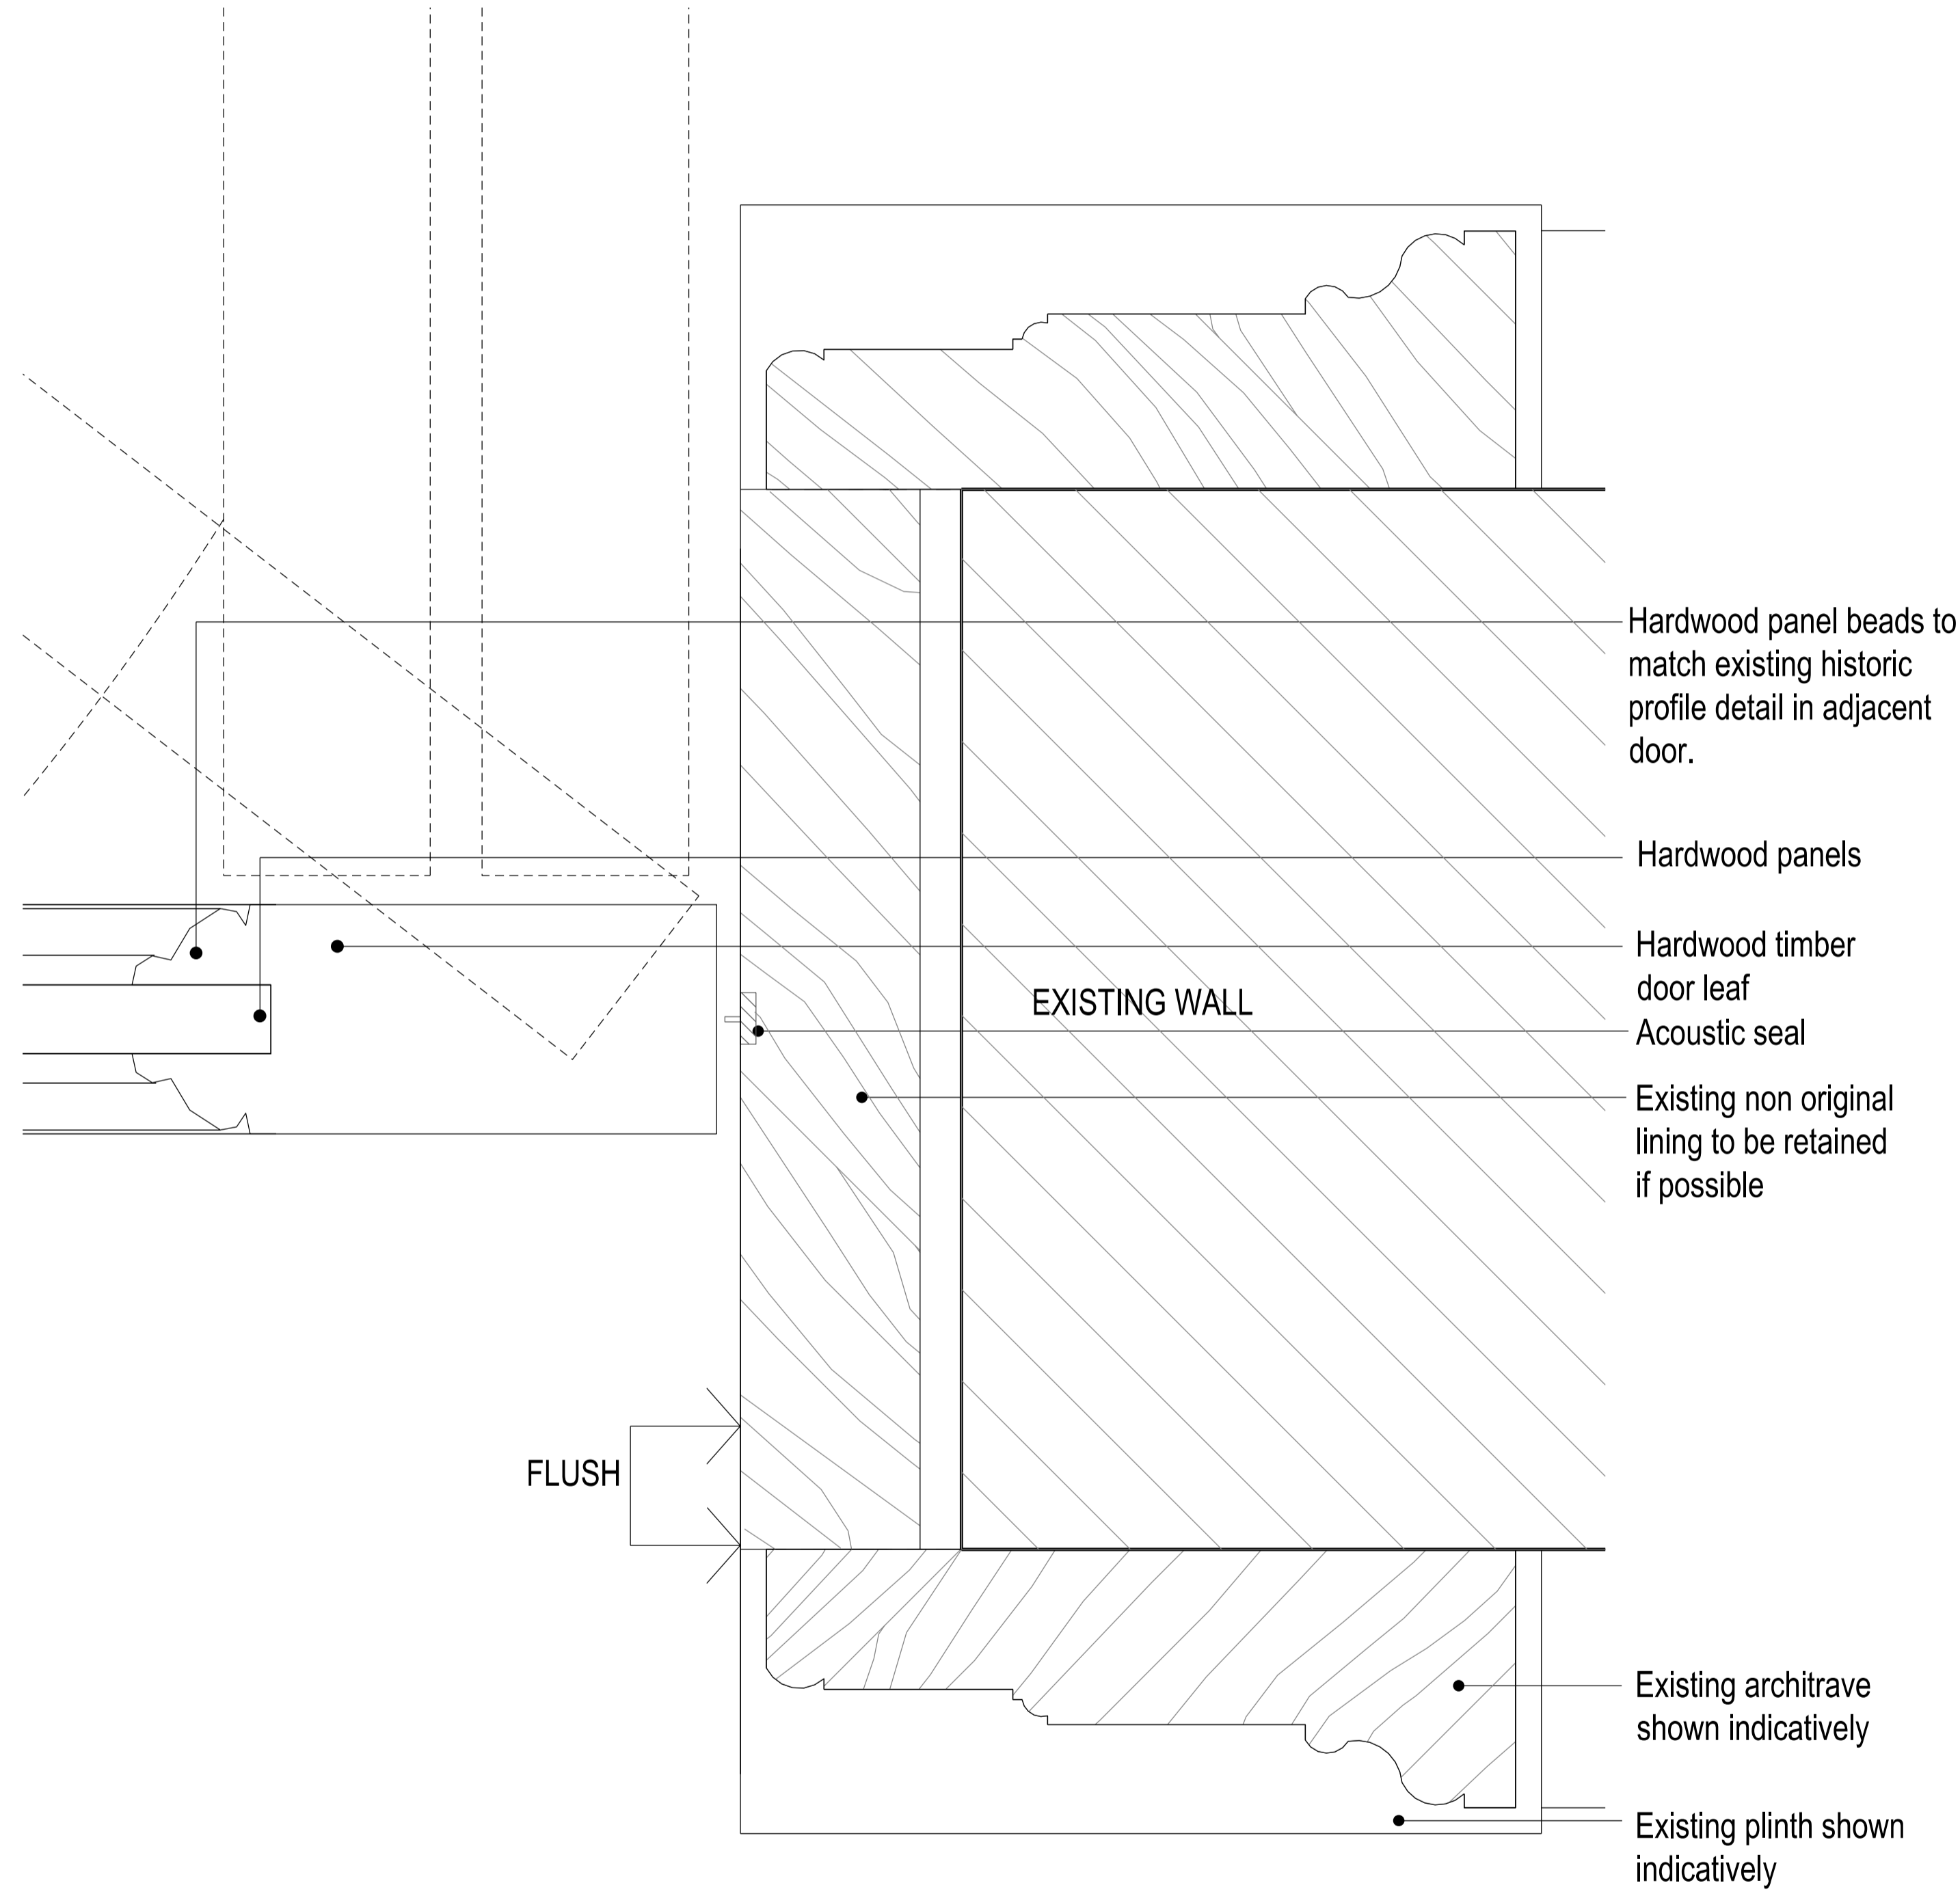 Hardwood panel beads to
match existing historic
profile detail in adjacent
door.
Hardwood panels
Hardwood timber
door leaf
EXISTING WALL
Acoustic seal
Existing non original
lining to be retained
if possible
FLUSH
Existing architrave
shown indicatively
Existing plinth shown
indicatively